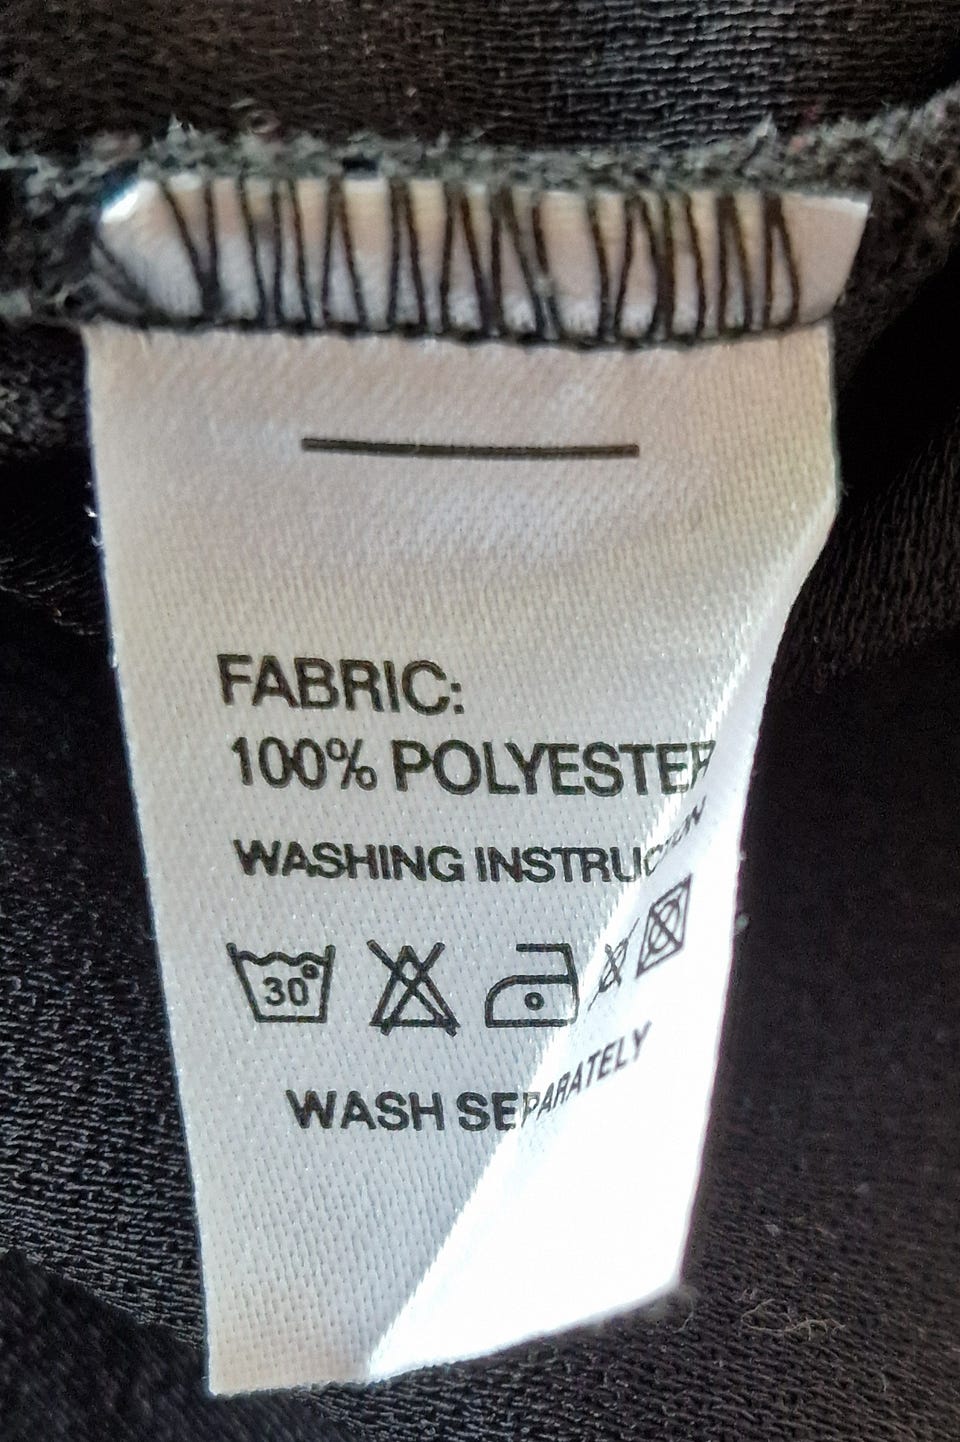 FABRIC:
100% POLYESTER
WASHING INSTRUCTION
30°
WASH SEPARATELY